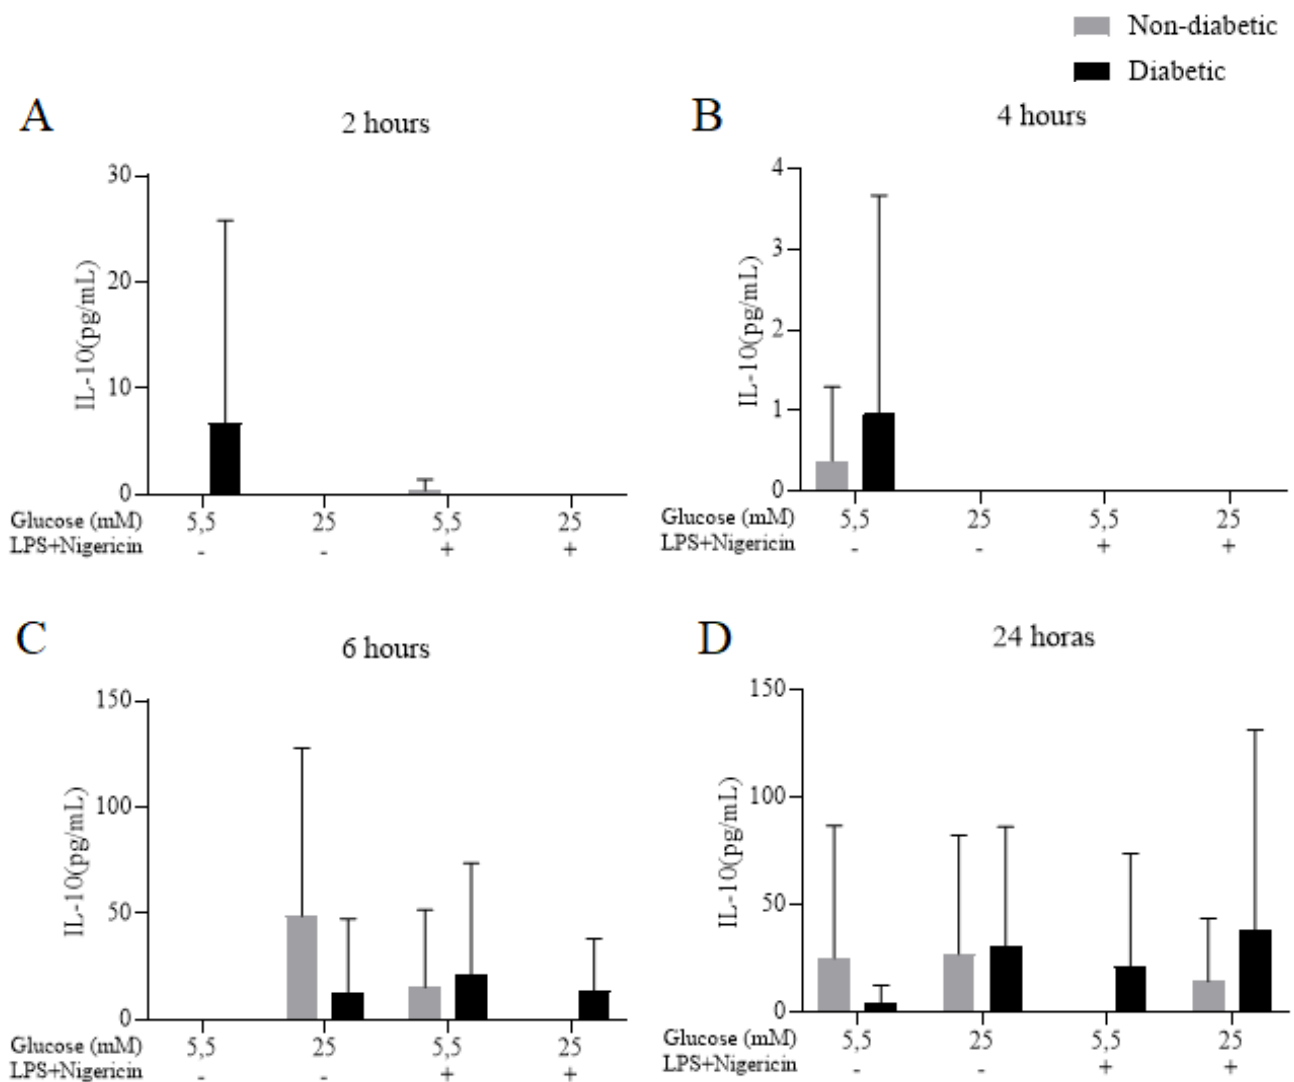 Non-diabetic
Diabetic
A
2 hours
30
20
10
0
IL-10(pg/mL)
Glucose (mM) 5,5 25 5,5 25
LPS+Nigericin - - + +
B
4 hours
4
3
2
1
0
IL-10(pg/mL)
Glucose (mM) 5,5 25 5,5 25
LPS+Nigericin - - + +
C
6 hours
150
100
50
0
IL-10(pg/mL)
Glucose (mM) 5,5 25 5,5 25
LPS+Nigericin - - + +
D
24 horas
150
100
50
0
IL-10(pg/mL)
Glucose (mM) 5,5 25 5,5 25
LPS+Nigericin - - + +